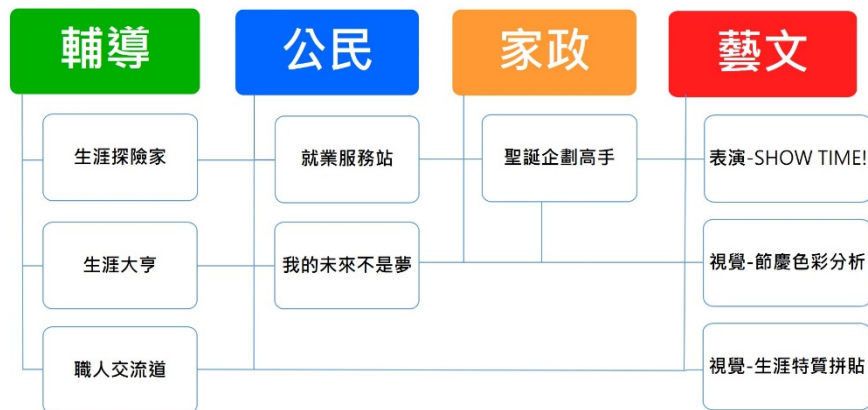 輔導
公民
家政
藝文
生涯探險家
就業服務站
聖誕企劃高手
表演-SHOW TIME!
生涯大亨
我的未來不是夢
視覺-節慶色彩分析
職人交流道
視覺-生涯特質拼貼